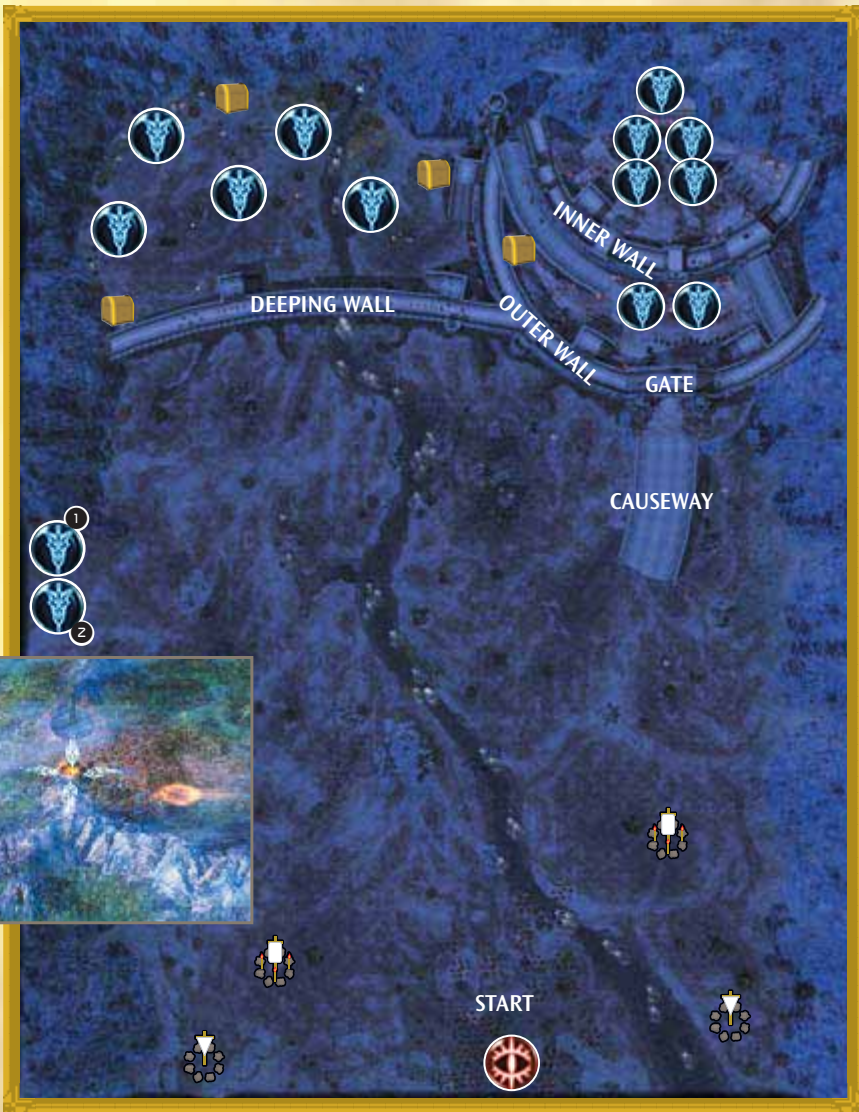 INNER WALL
DEEPING WALL
OUTER WALL
GATE
CAUSEWAY
1
2
START